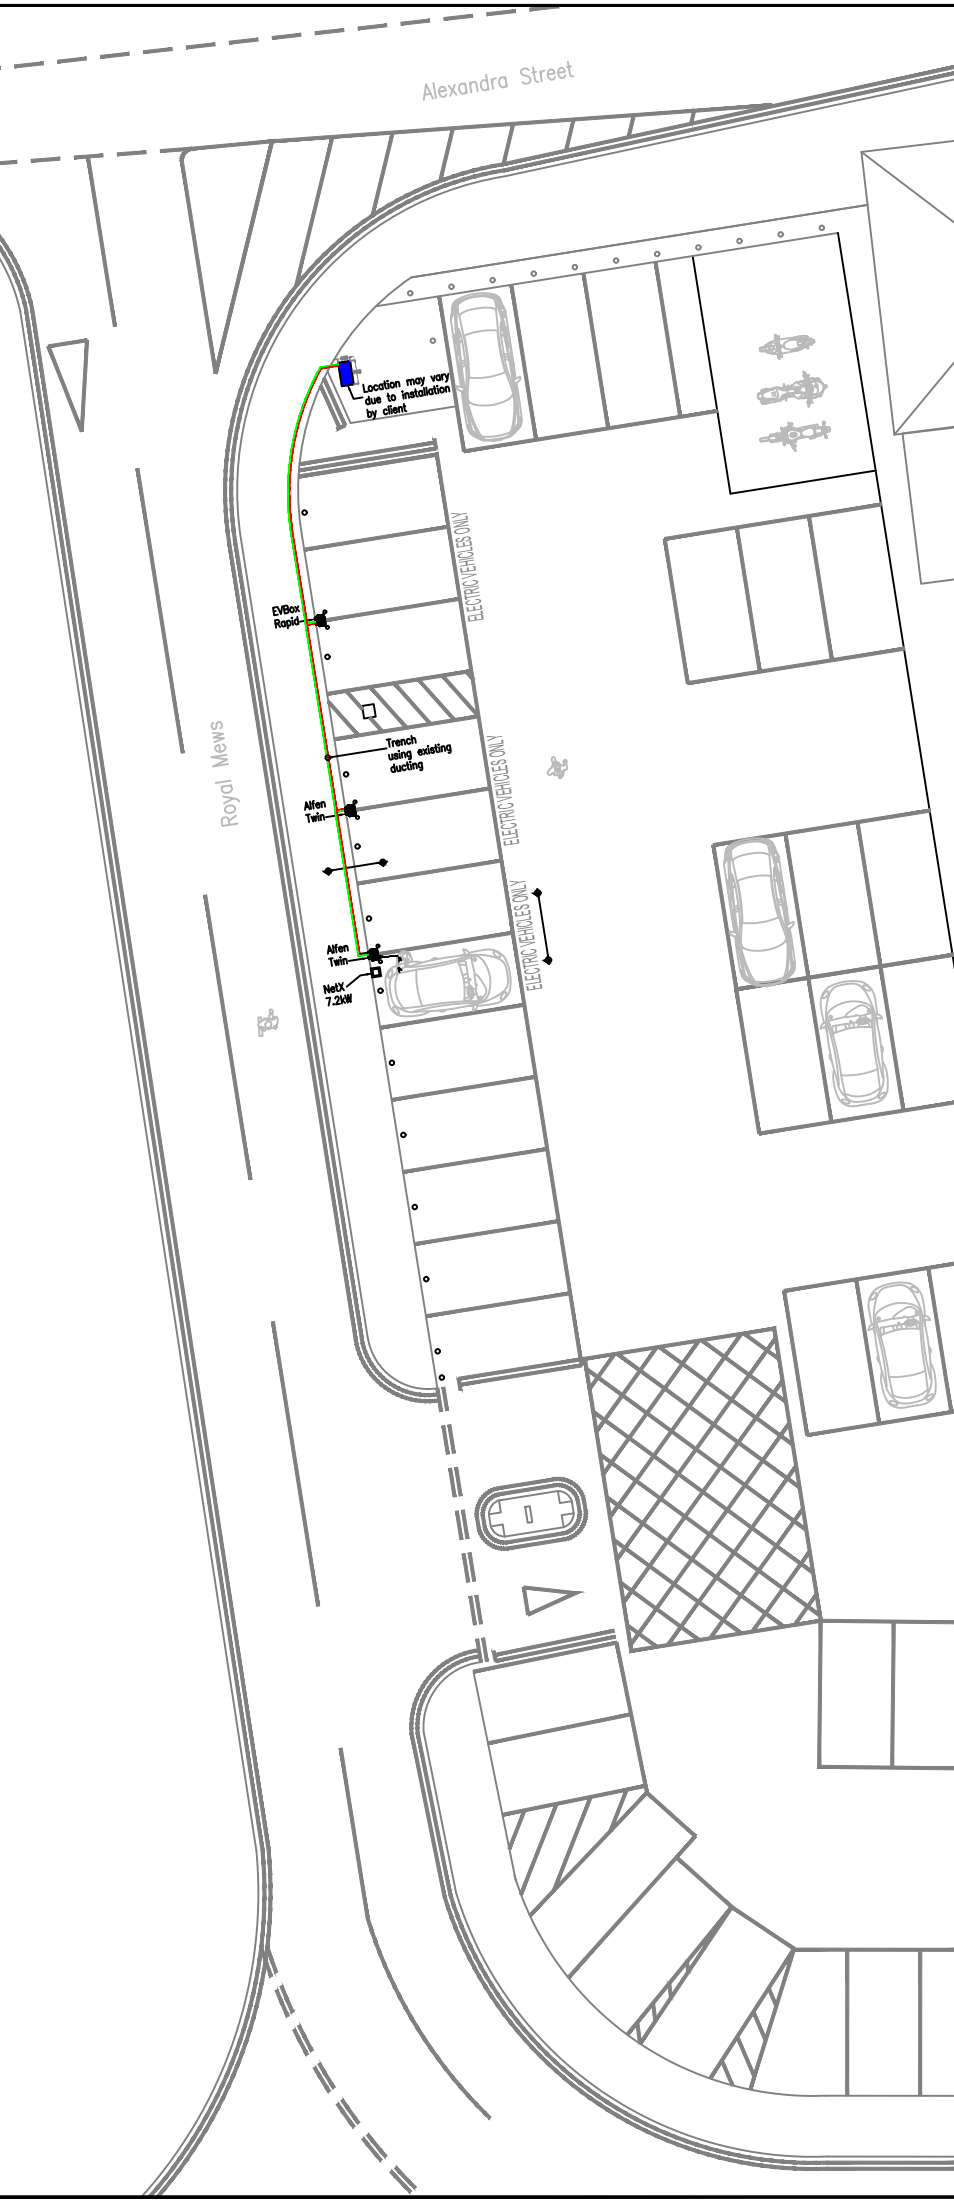 Alexandra Street
Location may vary
due to installation
by client
ELECTRIC VEHICLES ONLY
EVBox
Rapid
Royal Mews
Trench
using existing
ducting
ELECTRIC VEHICLES ONLY
Alfen
Twin
ELECTRIC VEHICLES ONLY
Alfen
Twin
NetX
7.2kW